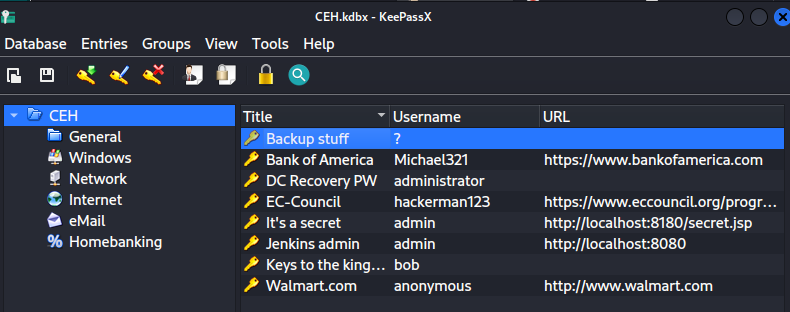 CEH.kdbx - KeePassX
Database Entries Groups View Tools Help
CEH
General
Windows
Network
Internet
eMail
Homebanking
Title Username URL
Backup stuff ?
Bank of America Michael321 https://www.bankofamerica.com
DC Recovery PW administrator
EC-Council hackerman123 https://www.eccouncil.org/progr...
It's a secret admin http://localhost:8180/secret.jsp
Jenkins admin admin http://localhost:8080
Keys to the king... bob
Walmart.com anonymous http://www.walmart.com